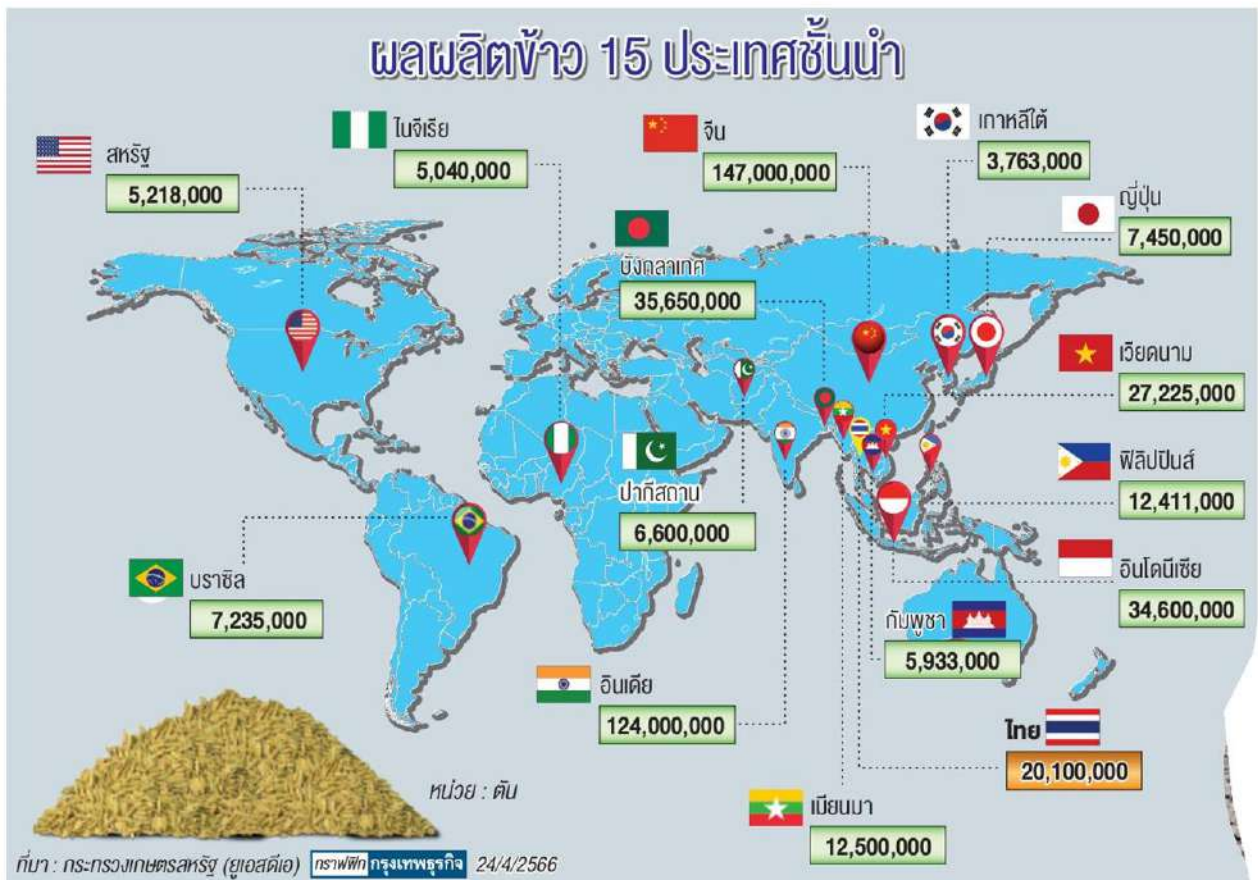 ผลผลิตข้าว 15 ประเทศชั้นนำ
สหรัฐ
5,218,000
ไนจีเรีย
5,040,000
จีน
147,000,000
เกาหลีใต้
3,763,000
ญี่ปุ่น
7,450,000
บังกลาเทศ
35,650,000
เวียดนาม
27,225,000
ฟิลิปปินส์
12,411,000
ปากีสถาน
6,600,000
อินโดนีเซีย
34,600,000
บราซิล
7,235,000
กัมพูชา
5,933,000
อินเดีย
124,000,000
ไทย
20,100,000
เมียนมา
12,500,000
หน่วย : ตัน
ที่มา : กระทรวงเกษตรสหรัฐ (ยูเอสดีเอ) กราฟฟิก กรุงเทพธุรกิจ 24/4/2566